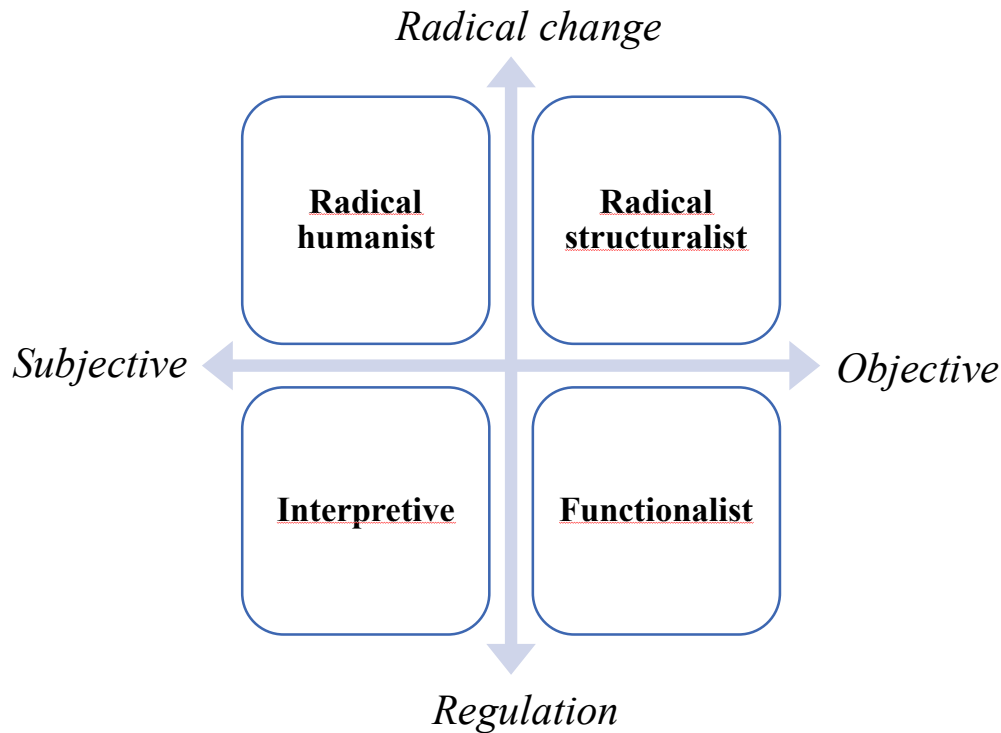 Radical change
Radical
humanist
Radical
structuralist
Subjective
Objective
Interpretive
Functionalist
Regulation